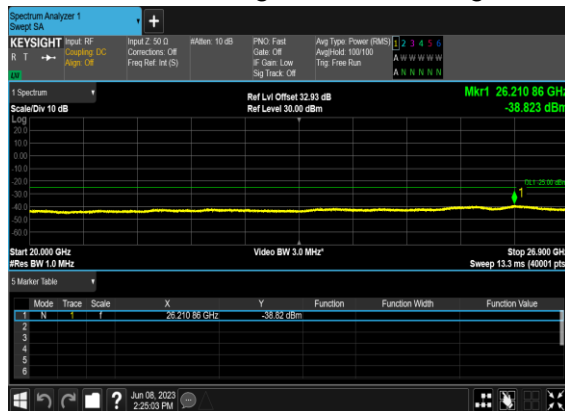 Spectrum Analyzer 1
Swept SA
+
KEYSIGHT Input: RF Input Z: 50 Ω #Atten: 10 dB PNO: Fast Avg Type: Power (RMS) 1 2 3 4 5 6
R T Coupling: DC Corrections: Off Gate: Off Avg|Hold: 100/100 A W W W W W
Align: Off Freq Ref: Int (S) IF Gain: Low Trig: Free Run
Sig Track: Off A N N N N N
LW
1 Spectrum Ref Lvl Offset 32.93 dB Mkr1 26.210 86 GHz
Scale/Div 10 dB Ref Level 30.00 dBm -38.823 dBm
Log
20.0
10.0
0.00
-10.0
-20.0
DL1 -25.00 dBm
-30.0
1
-40.0
-50.0
-60.0
Start 20.000 GHz Video BW 3.0 MHz* Stop 26.900 GHz
#Res BW 1.0 MHz Sweep 13.3 ms (40001 pts)
5 Marker Table
Mode Trace Scale X Y Function Function Width Function Value
1 N 1 f 26.210 86 GHz -38.82 dBm
2
3
4
5
6
? Jun 08, 2023
2:25:03 PM